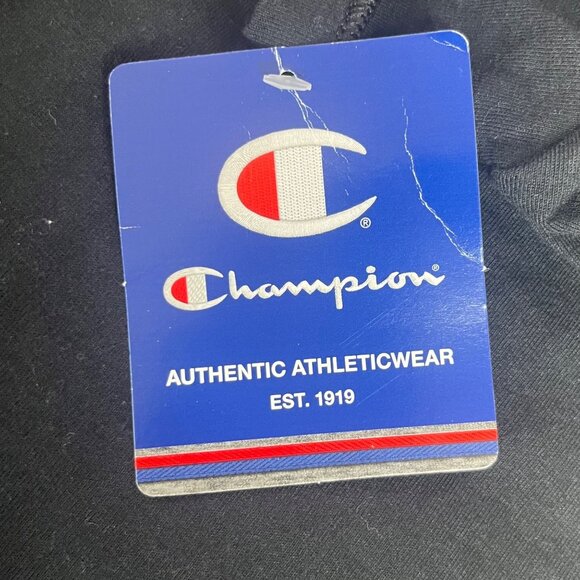 ®
Champion®
AUTHENTIC ATHLETICWEAR
EST. 1919